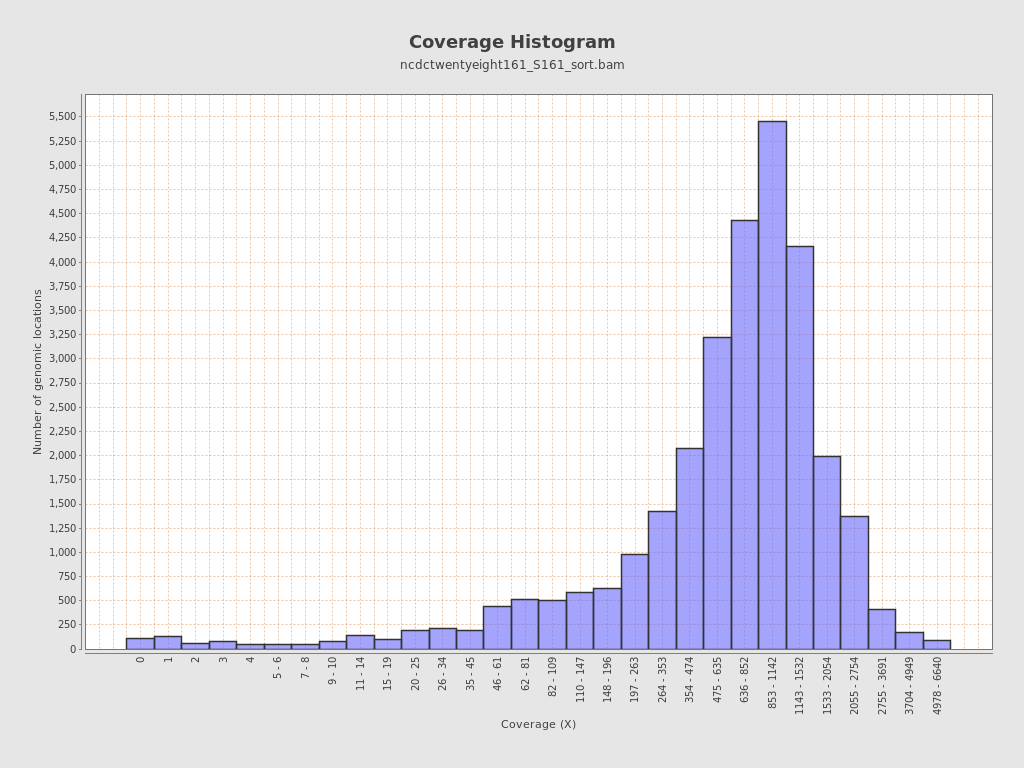 Coverage Histogram
ncdctwentyeight161_S161_sort.bam
Number of genomic locations
5,500
5,250
5,000
4,750
4,500
4,250
4,000
3,750
3,500
3,250
3,000
2,750
2,500
2,250
2,000
1,750
1,500
1,250
1,000
750
500
250
0
0
1
2
3
4
5 - 6
7 - 8
9 - 10
11 - 14
15 - 19
20 - 25
26 - 34
35 - 45
46 - 61
62 - 81
82 - 109
110 - 147
148 - 196
197 - 263
264 - 353
354 - 474
475 - 635
636 - 852
853 - 1142
1143 - 1532
1533 - 2054
2055 - 2754
2755 - 3691
3704 - 4949
4978 - 6640
Coverage (X)